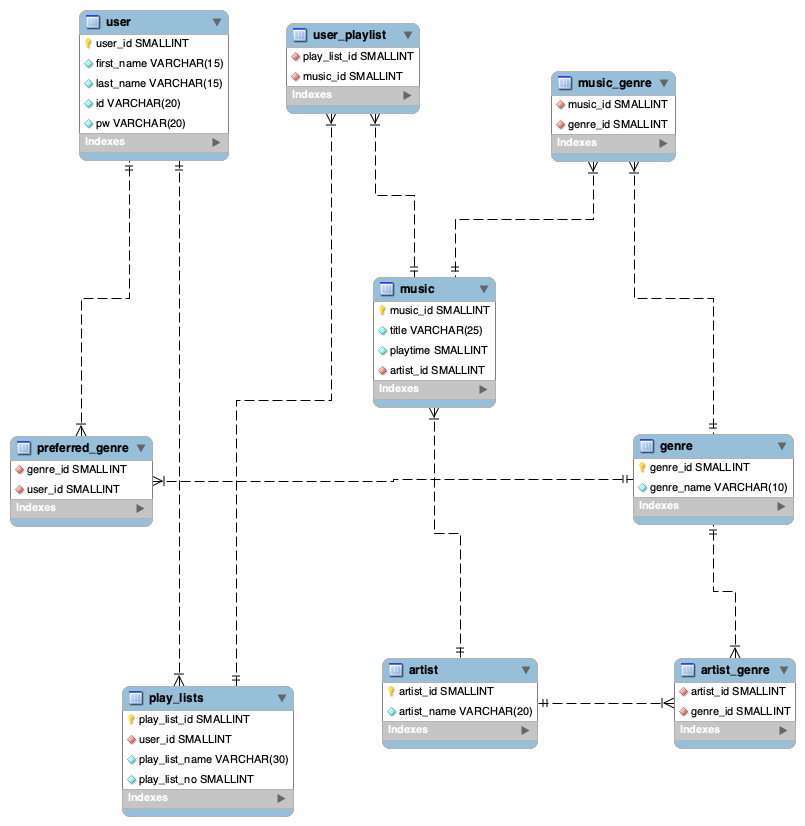 user
user_id SMALLINT
first_name VARCHAR(15)
last_name VARCHAR(15)
id VARCHAR(20)
pw VARCHAR(20)
Indexes
user_playlist
play_list_id SMALLINT
music_id SMALLINT
Indexes
music_genre
music_id SMALLINT
genre_id SMALLINT
Indexes
music
music_id SMALLINT
title VARCHAR(25)
playtime SMALLINT
artist_id SMALLINT
Indexes
preferred_genre
genre_id SMALLINT
user_id SMALLINT
Indexes
genre
genre_id SMALLINT
genre_name VARCHAR(10)
Indexes
play_lists
play_list_id SMALLINT
user_id SMALLINT
play_list_name VARCHAR(30)
play_list_no SMALLINT
Indexes
artist
artist_id SMALLINT
artist_name VARCHAR(20)
Indexes
artist_genre
artist_id SMALLINT
genre_id SMALLINT
Indexes